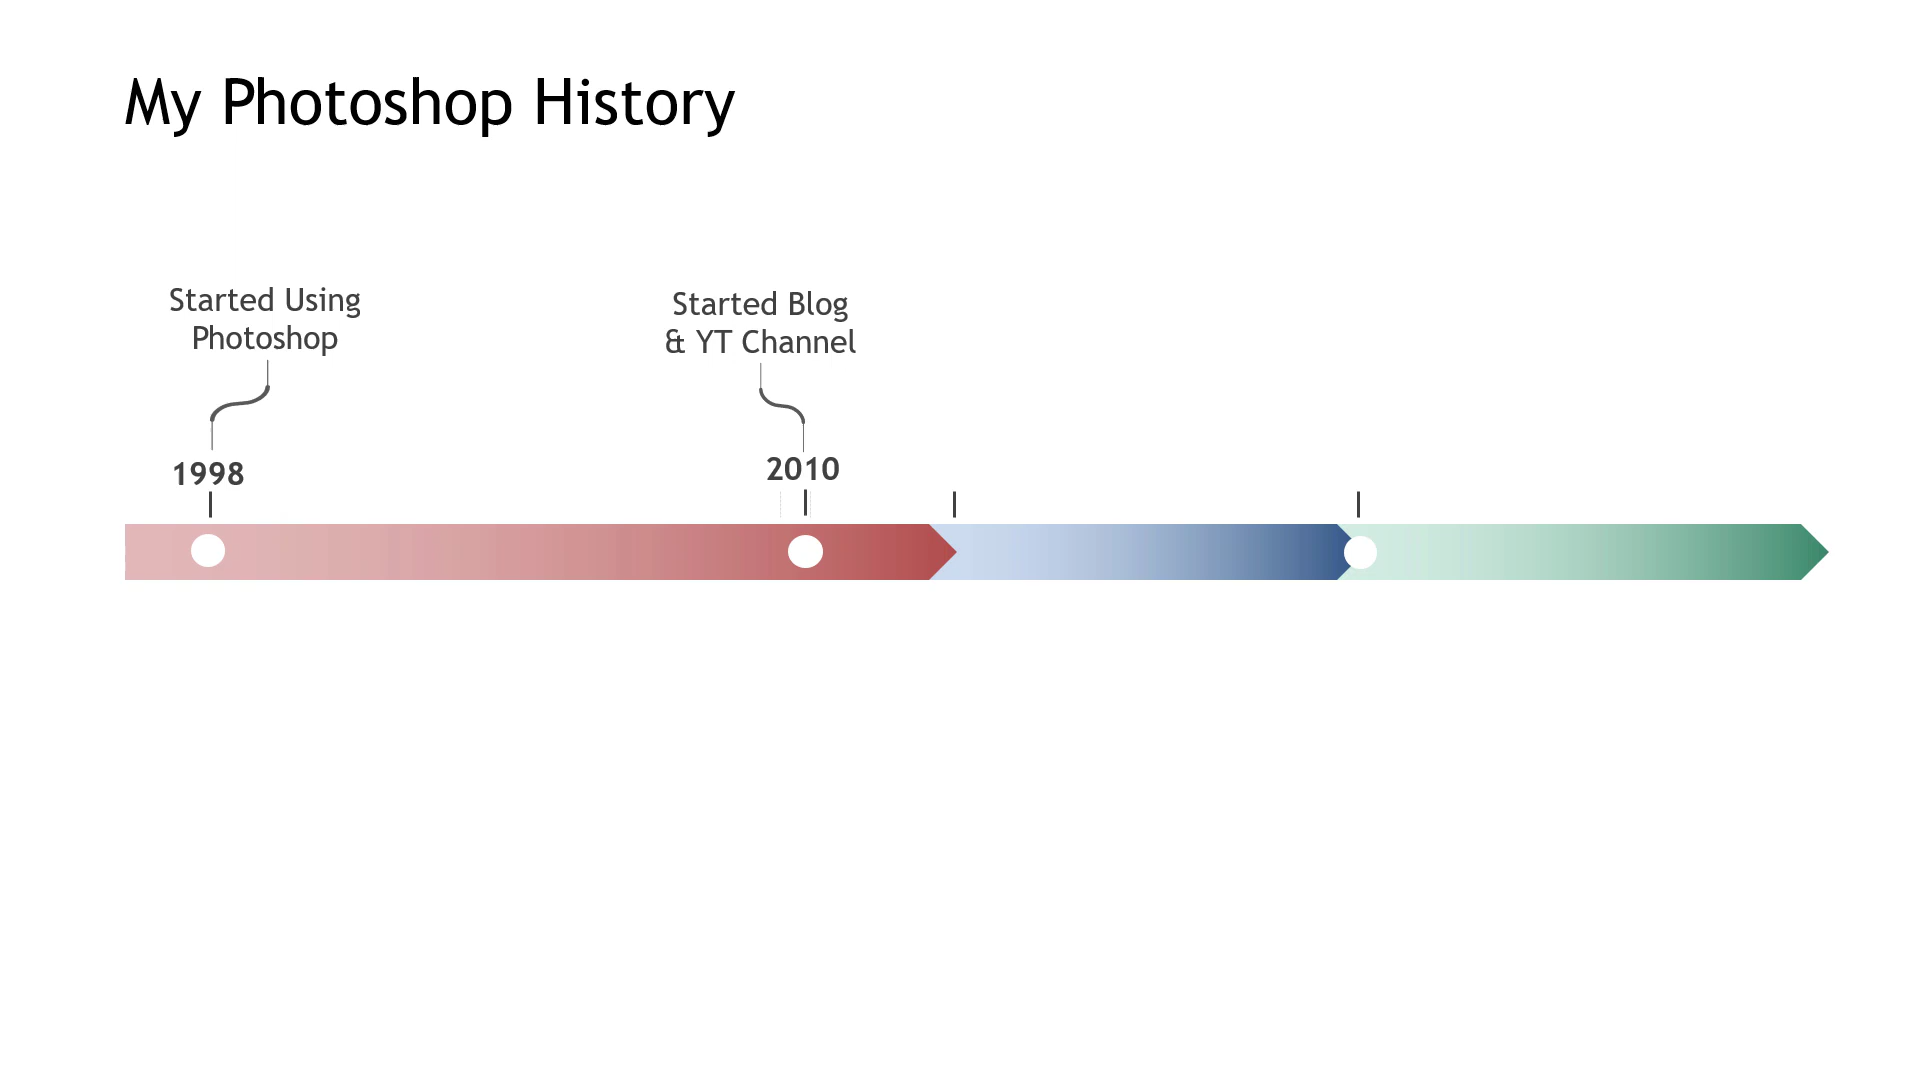 My Photoshop History
Started Using
Photoshop
Started Blog
& YT Channel
1998
2010